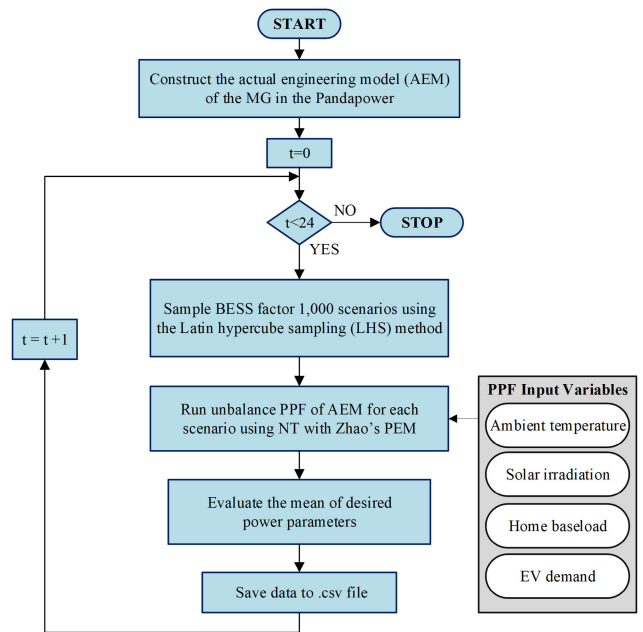 START
Construct the actual engineering model (AEM)
of the MG in the Pandapower
t=0
t<24
NO
STOP
YES
Sample BESS factor 1,000 scenarios using
the Latin hypercube sampling (LHS) method
t = t +1
Run unbalance PPF of AEM for each
scenario using NT with Zhao's PEM
PPF Input Variables
Ambient temperature
Solar irradiation
Home baseload
EV demand
Evaluate the mean of desired
power parameters
Save data to .csv file